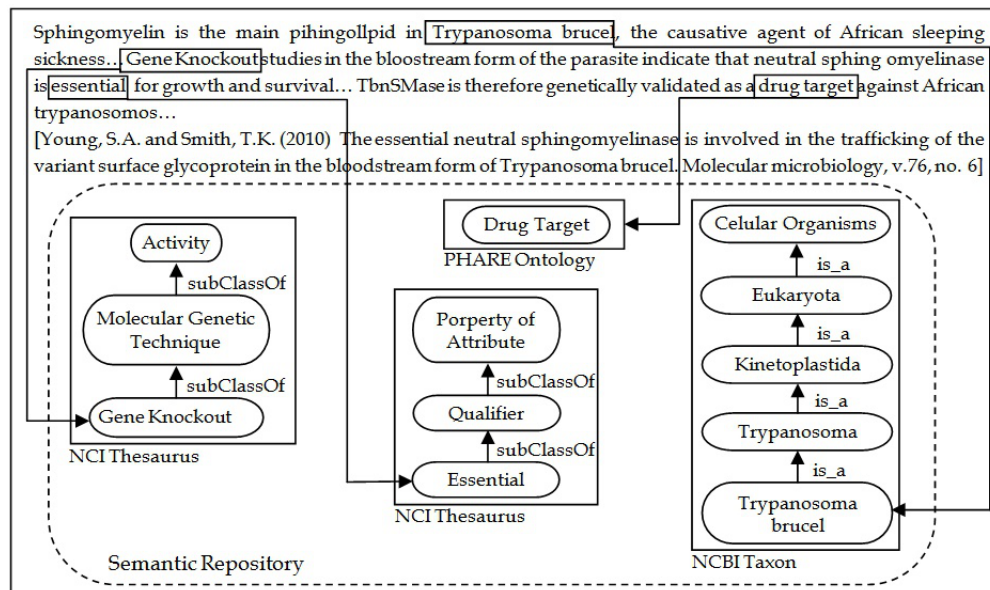 Sphingomyelin is the main pihingollpid in Trypanosoma brucel, the causative agent of African sleeping
sickness... Gene Knockout studies in the bloostream form of the parasite indicate that neutral sphing omyelinase
is essential for growth and survival... TbnSMase is therefore genetically validated as a drug target against African
trypanosomos...
[Young, S.A. and Smith, T.K. (2010) The essential neutral sphingomyelinase is involved in the trafficking of the
variant surface glycoprotein in the bloodstream form of Trypanosoma brucel. Molecular microbiology, v.76, no. 6]
Activity
subClassOf
Molecular Genetic
Technique
subClassOf
Gene Knockout
NCI Thesaurus
Drug Target
PHARE Ontology
Porperty of
Attribute
subClassOf
Qualifier
subClassOf
Essential
NCI Thesaurus
Celular Organisms
is_a
Eukaryota
is_a
Kinetoplastida
is_a
Trypanosoma
is_a
Trypanosoma
brucel
NCBI Taxon
Semantic Repository